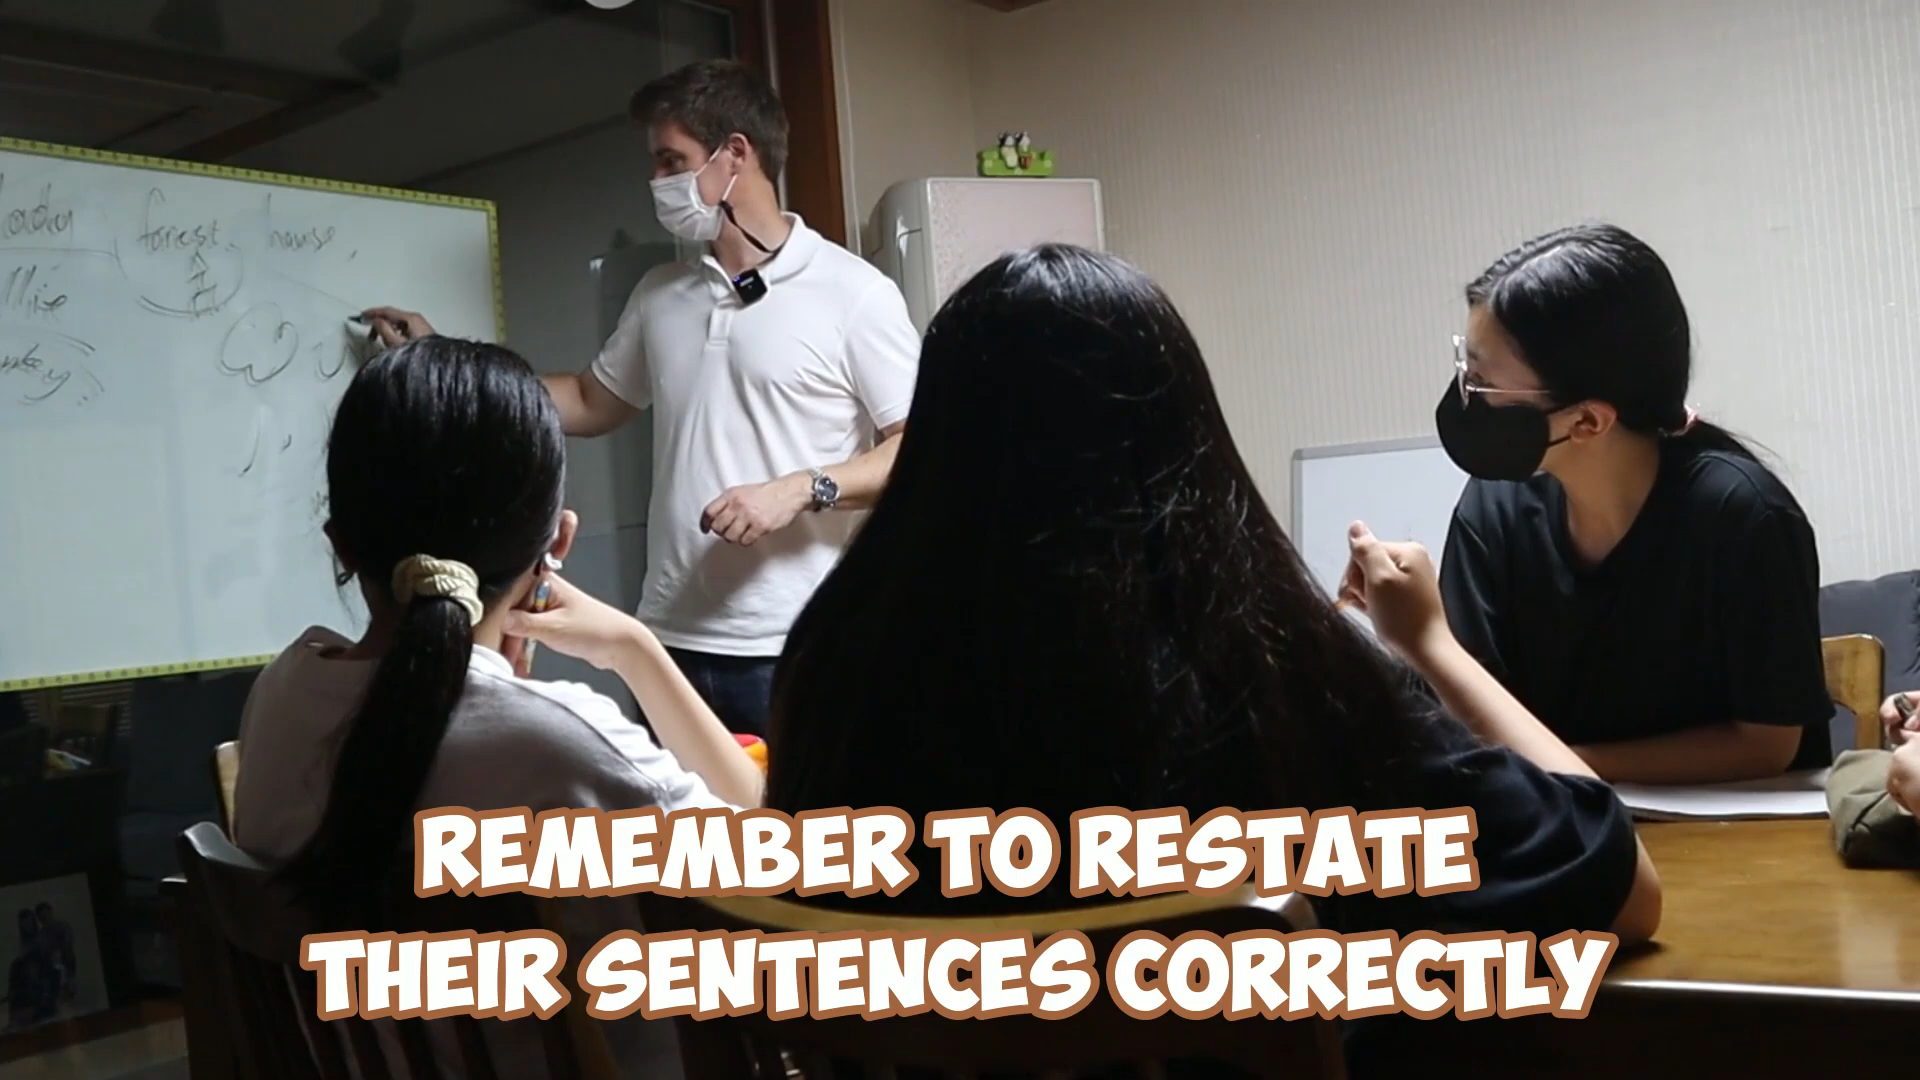 forest, house,
REMEMBER TO RESTATE
THEIR SENTENCES CORRECTLY